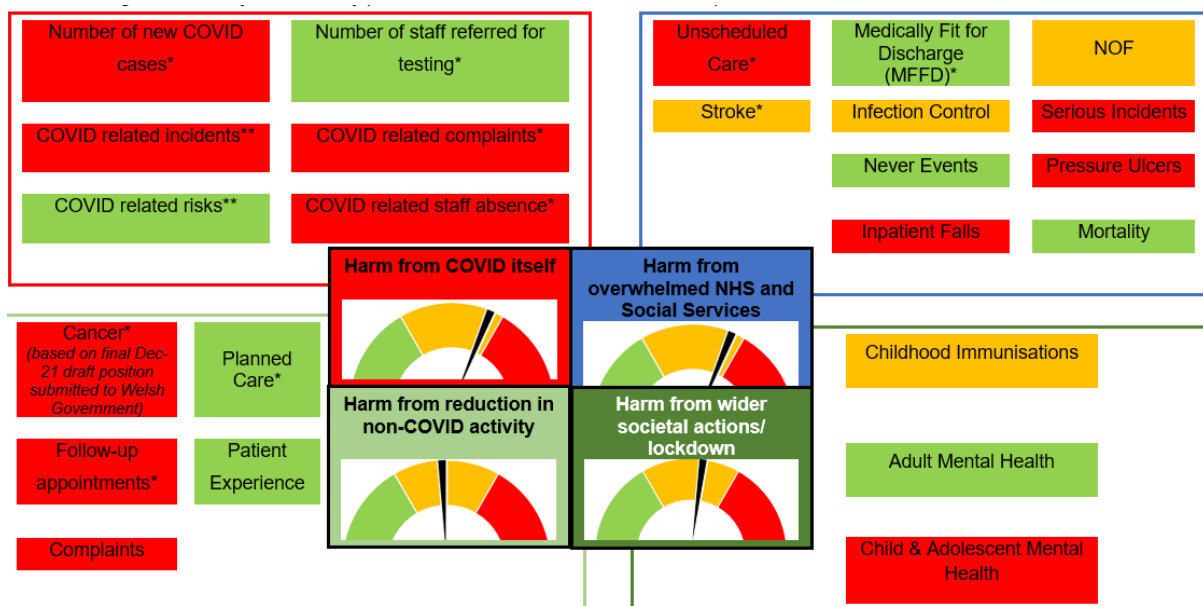 Number of new COVID
cases*
Number of staff referred for
testing*
COVID related incidents**
COVID related complaints*
COVID related risks**
COVID related staff absence*
Unscheduled
Care*
Medically Fit for
Discharge
(MFFD)*
NOF
Stroke*
Infection Control
Serious Incidents
Never Events
Pressure Ulcers
Inpatient Falls
Mortality
Harm from COVID itself
Harm from
overwhelmed NHS and
Social Services
Harm from reduction in
non-COVID activity
Harm from wider
societal actions/
lockdown
Cancer*
(based on final Dec-
21 draft position
submitted to Welsh
Government)
Planned
Care*
Follow-up
appointments*
Patient
Experience
Complaints
Childhood Immunisations
Adult Mental Health
Child & Adolescent Mental
Health